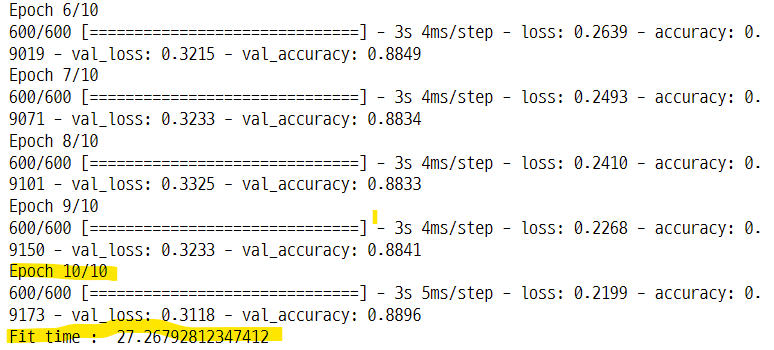 Epoch 6/10
600/600 [==============================] - 3s 4ms/step - loss: 0.2639 - accuracy: 0.
9019 - val_loss: 0.3215 - val_accuracy: 0.8849
Epoch 7/10
600/600 [==============================] - 3s 4ms/step - loss: 0.2493 - accuracy: 0.
9071 - val_loss: 0.3233 - val_accuracy: 0.8834
Epoch 8/10
600/600 [==============================] - 3s 4ms/step - loss: 0.2410 - accuracy: 0.
9101 - val_loss: 0.3325 - val_accuracy: 0.8833
Epoch 9/10
600/600 [==============================] - 3s 4ms/step - loss: 0.2268 - accuracy: 0.
9150 - val_loss: 0.3233 - val_accuracy: 0.8841
Epoch 10/10
600/600 [==============================] - 3s 5ms/step - loss: 0.2199 - accuracy: 0.
9173 - val_loss: 0.3118 - val_accuracy: 0.8896
Fit time :  27.26792812347412